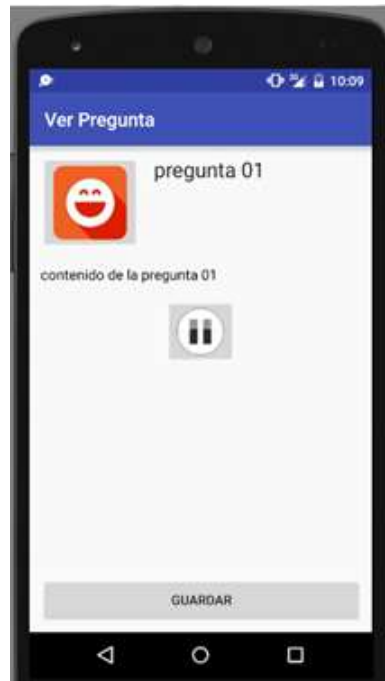 10:09
Ver Pregunta
pregunta 01
contenido de la pregunta 01
GUARDAR